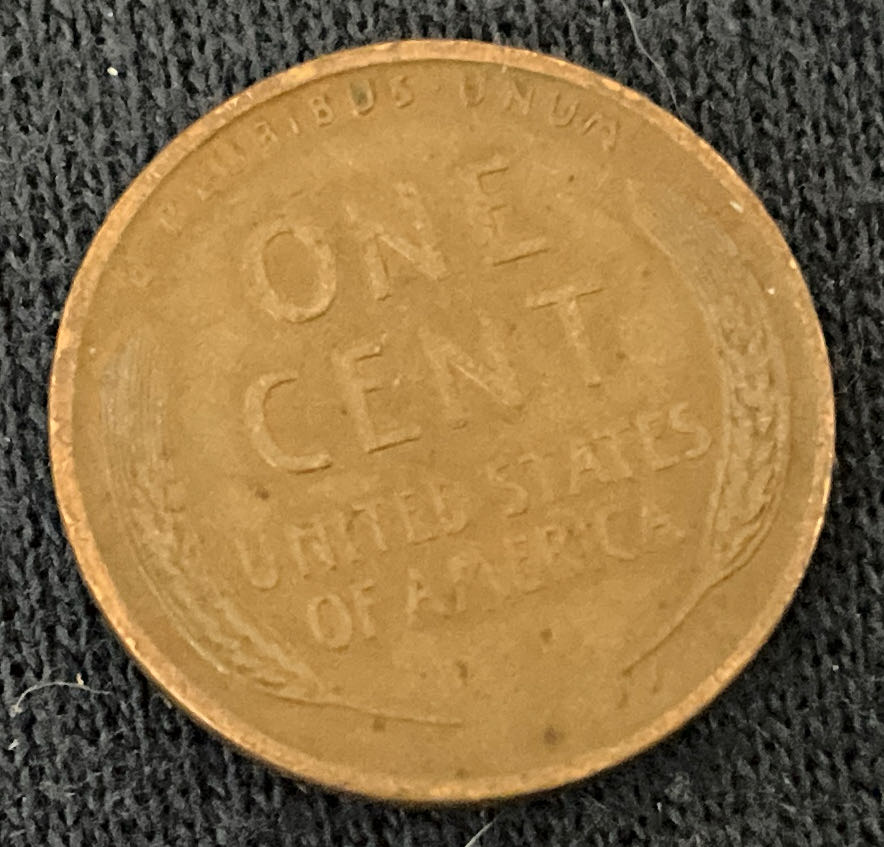 E PLURIBUS · UNUM
ONE
CENT
UNITED STATES
OF AMERICA